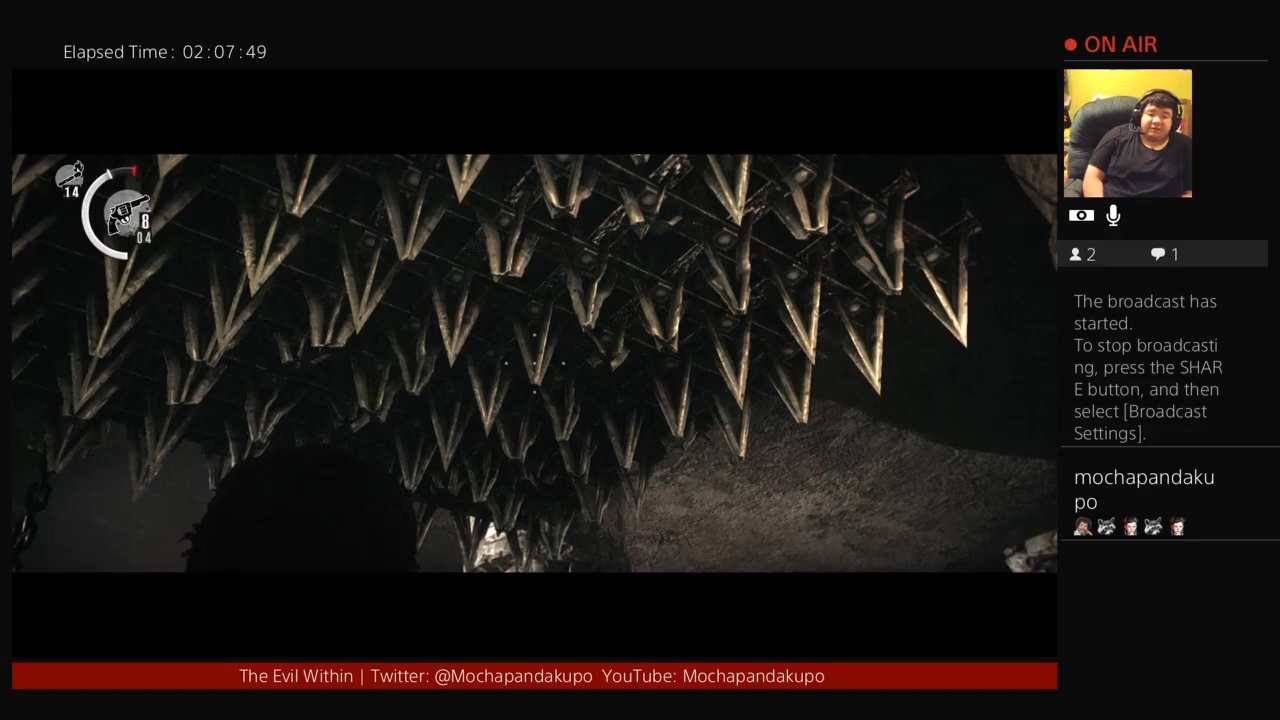 Elapsed Time: 02:07:49
ON AIR
14
8
04
2
1
The broadcast has
started.
To stop broadcasti
ng, press the SHAR
E button, and then
select [Broadcast
Settings].
mochapandaku
po
The Evil Within | Twitter: @Mochapandakupo YouTube: Mochapandakupo